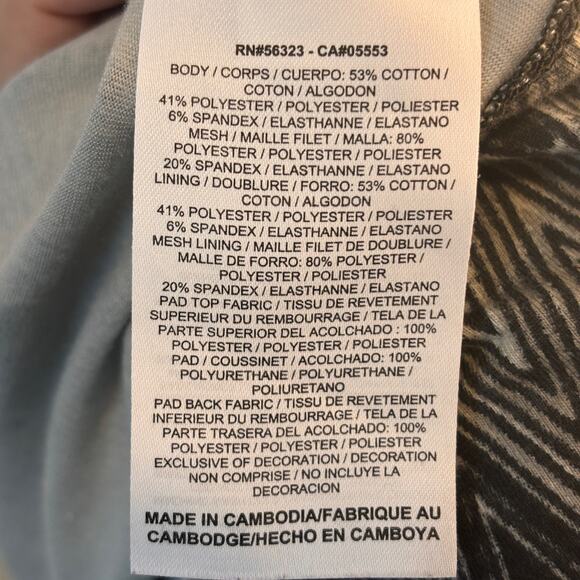 RN#56323 - CA#05553
BODY / CORPS / CUERPO: 53% COTTON /
COTON / ALGODON
41% POLYESTER / POLYESTER / POLIESTER
6% SPANDEX / ELASTHANNE / ELASTANO
MESH / MAILLE FILET / MALLA: 80%
POLYESTER / POLYESTER / POLIESTER
20% SPANDEX / ELASTHANNE / ELASTANO
LINING / DOUBLURE / FORRO: 53% COTTON /
COTON / ALGODON
41% POLYESTER / POLYESTER / POLIESTER
6% SPANDEX / ELASTHANNE / ELASTANO
MESH LINING / MAILLE FILET DE DOUBLURE /
MALLE DE FORRO: 80% POLYESTER /
POLYESTER / POLIESTER
20% SPANDEX / ELASTHANNE / ELASTANO
PAD TOP FABRIC / TISSU DE REVETEMENT
SUPERIEUR DU REMBOURRAGE / TELA DE LA
PARTE SUPERIOR DEL ACOLCHADO : 100%
POLYESTER / POLYESTER / POLIESTER
PAD / COUSSINET / ACOLCHADO: 100%
POLYURETHANE / POLYURETHANE /
POLIURETANO
PAD BACK FABRIC / TISSU DE REVETEMENT
INFERIEUR DU REMBOURRAGE / TELA DE LA
PARTE TRASERA DEL ACOLCHADO: 100%
POLYESTER / POLYESTER / POLIESTER
EXCLUSIVE OF DECORATION / DECORATION
NON COMPRISE / NO INCLUYE LA
DECORACION
MADE IN CAMBODIA/FABRIQUE AU
CAMBODGE/HECHO EN CAMBOYA